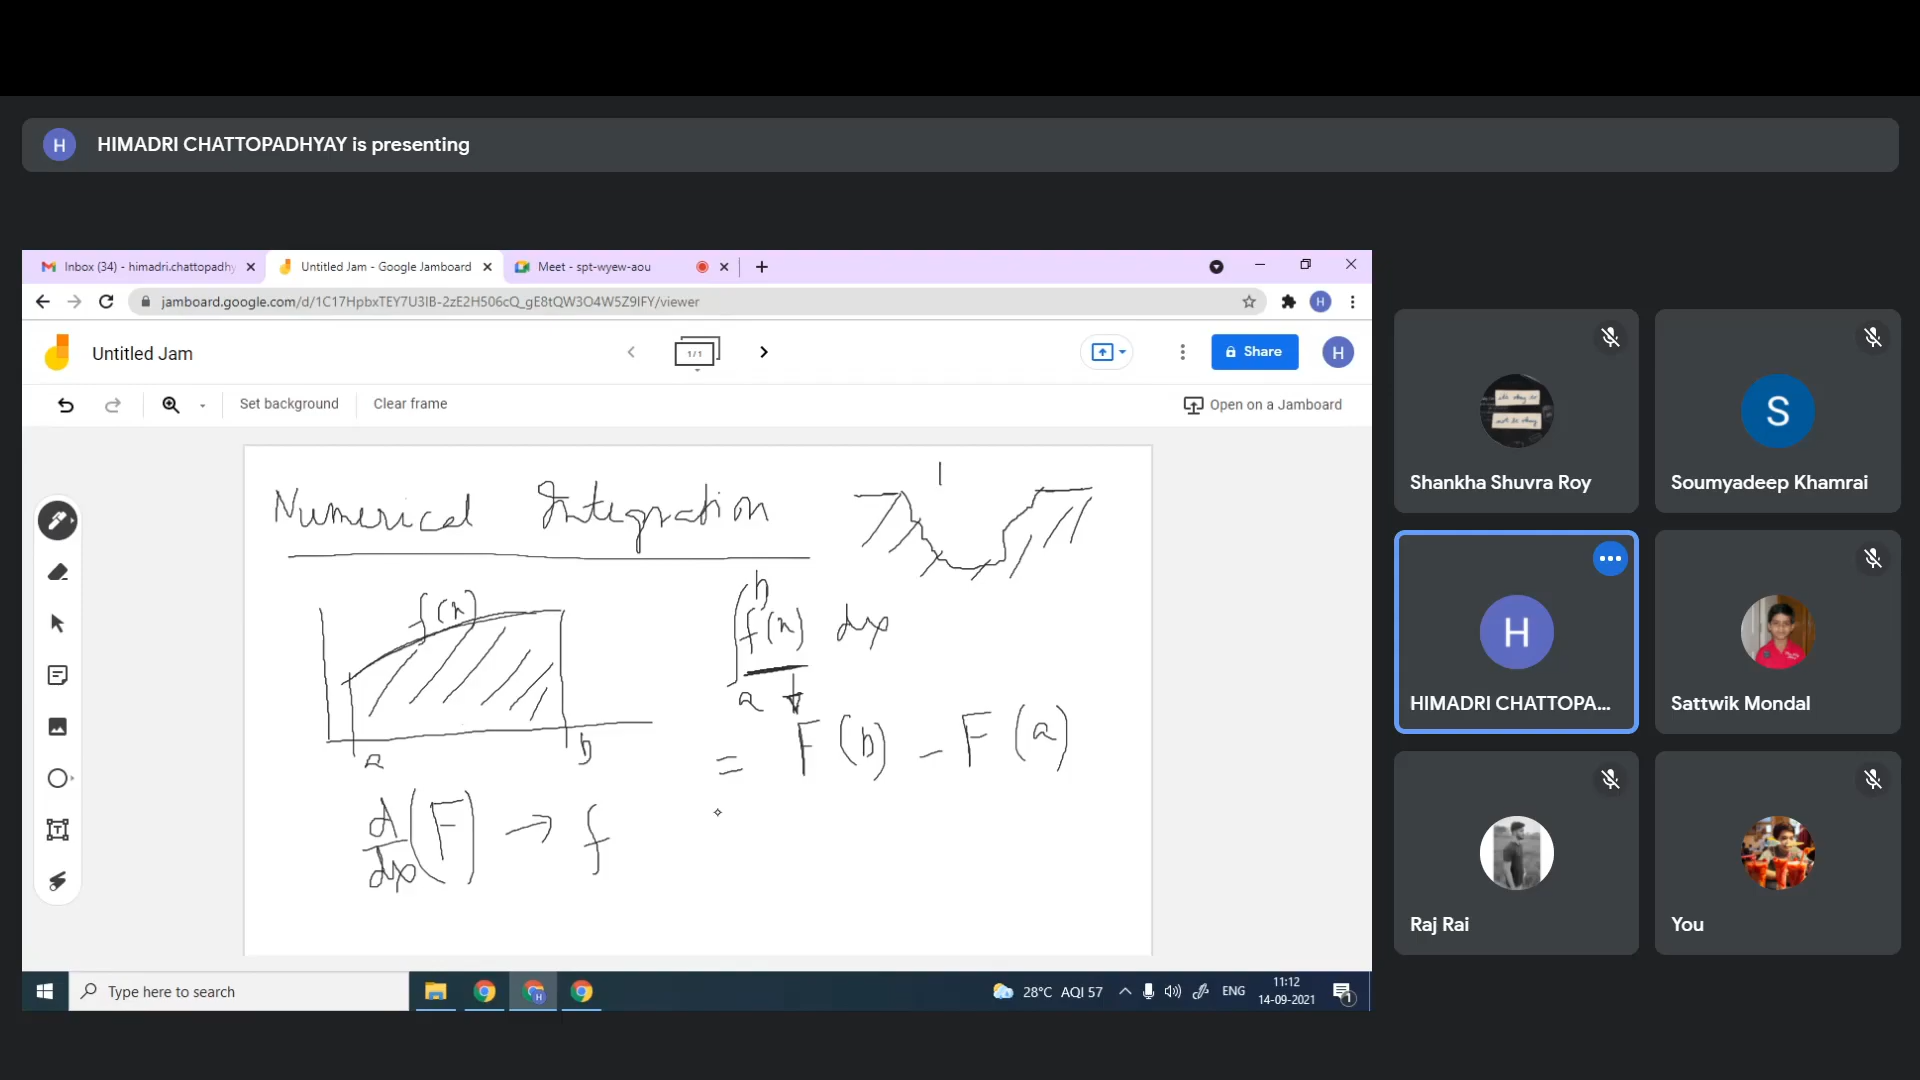 H HIMADRI CHATTOPADHYAY is presenting
Inbox (34) - himadri.chattopadhy
Untitled Jam - Google Jamboard
Meet - spt-wyew-aou
jamboard.google.com/d/1C17HpbxTEY7U3IB-2zE2H506cQ_gE8tQW3O4W5Z9IFY/viewer
H
Untitled Jam
1/1
Share
H
Set background
Clear frame
Open on a Jamboard
Numerical Integration
f(x)
a
b
∫ b a f(x) dx
= F(b) - F(a)
d/dx (F) → f
Type here to search
28°C AQI 57
ENG
11:12
14-09-2021
1
Shankha Shuvra Roy
S
Soumyadeep Khamrai
H
HIMADRI CHATTOPA...
Sattwik Mondal
Raj Rai
You